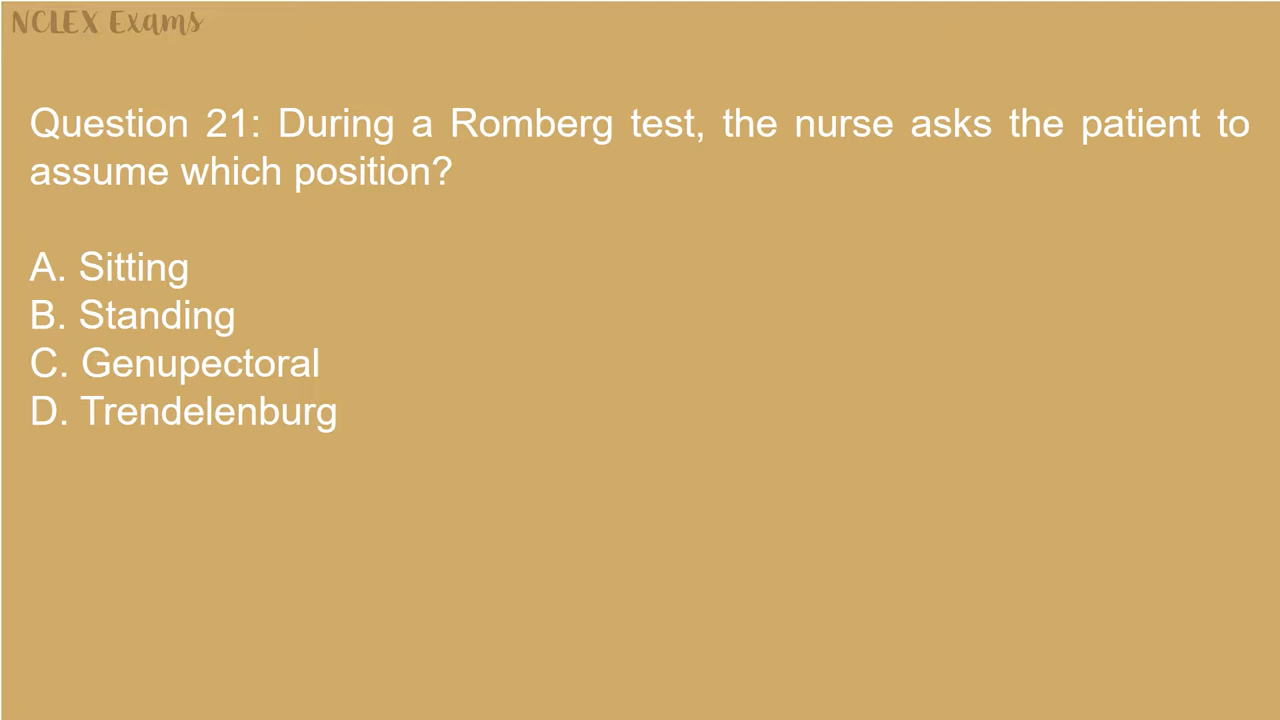 NCLEX Exams
Question 21: During a Romberg test, the nurse asks the patient to
assume which position?
A. Sitting
B. Standing
C. Genupectoral
D. Trendelenburg